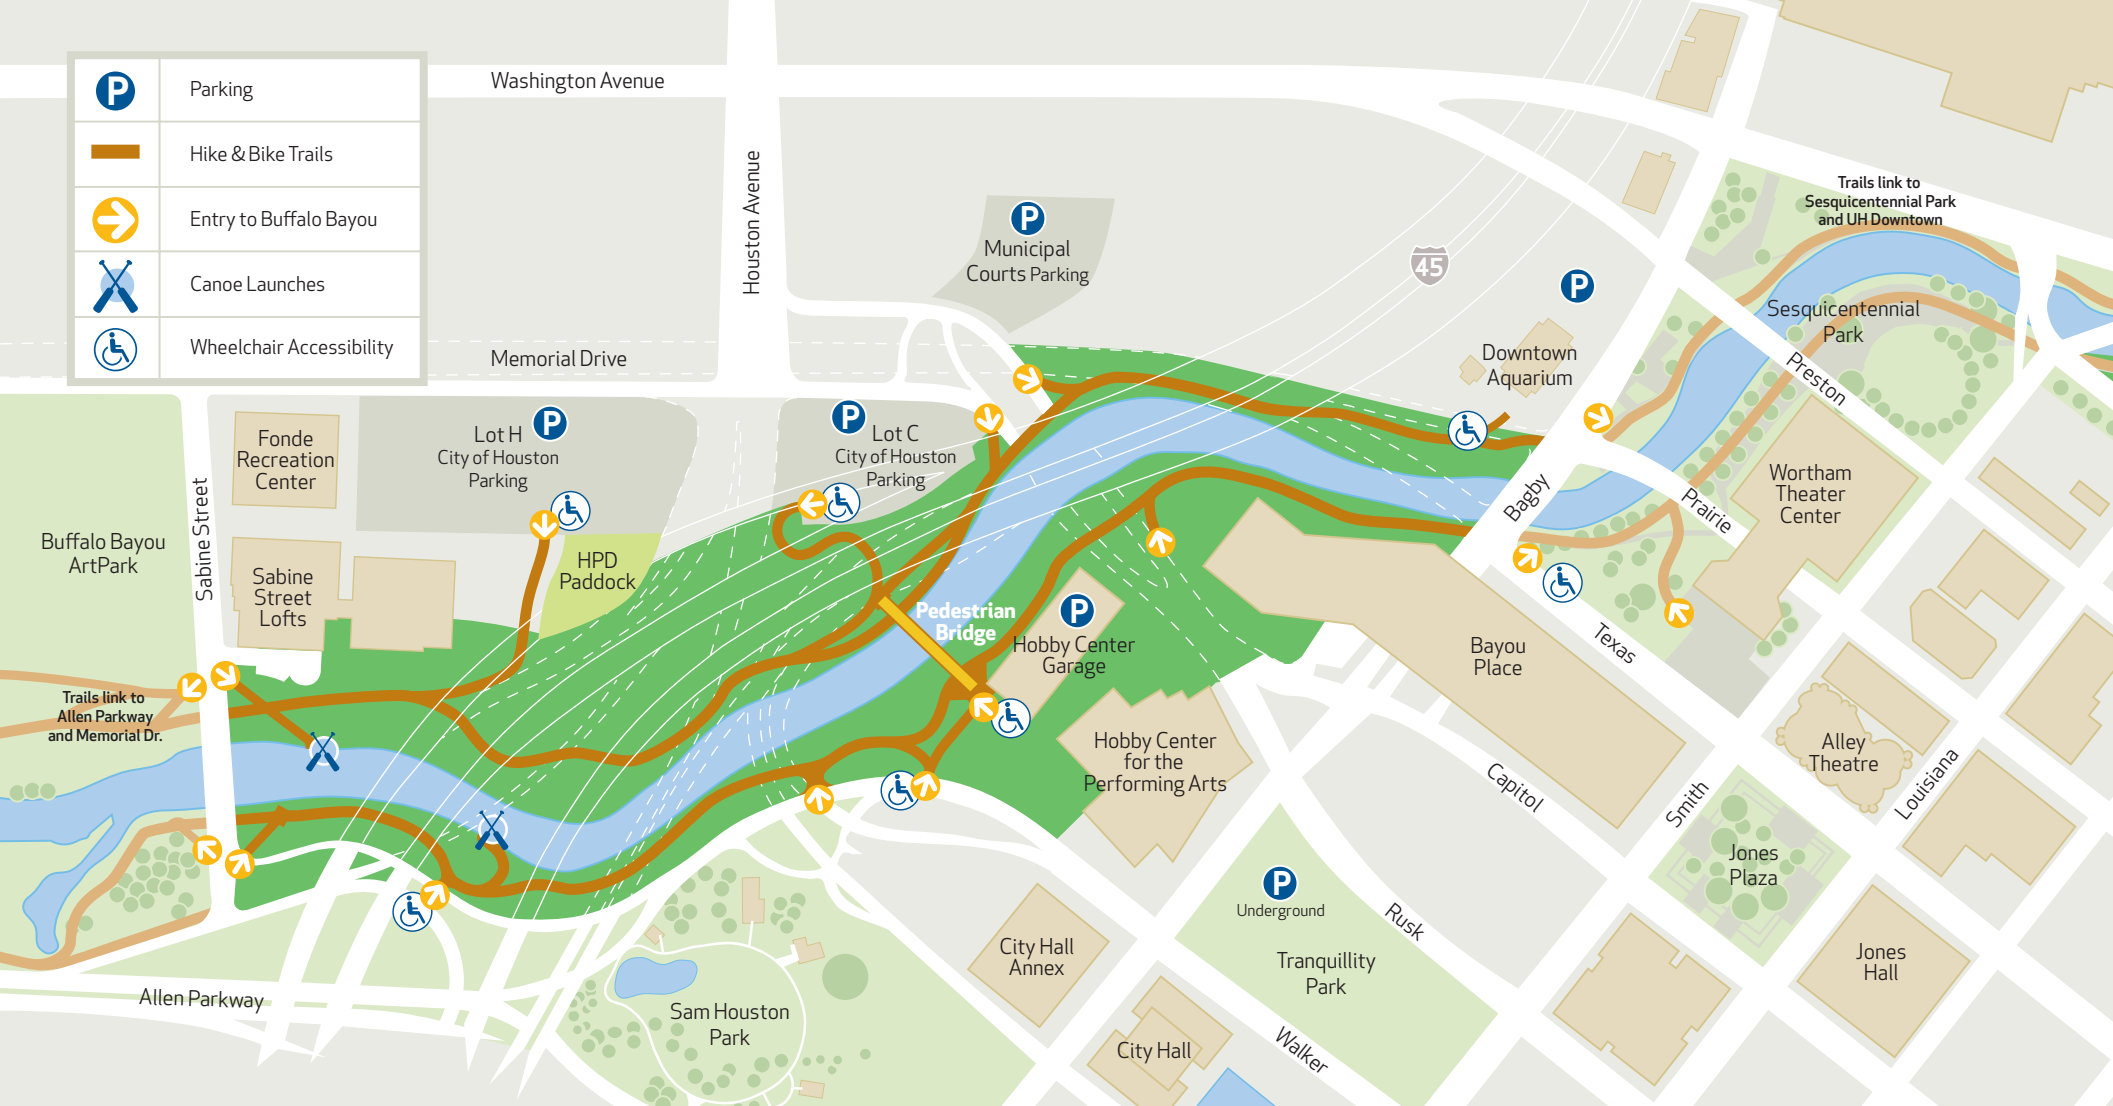 P
Parking
Hike & Bike Trails
Entry to Buffalo Bayou
Canoe Launches
Wheelchair Accessibility
Washington Avenue
Houston Avenue
Memorial Drive
P
Municipal
Courts Parking
45
P
Downtown
Aquarium
Trails link to
Sesquicentennial Park
and UH Downtown
Sesquicentennial
Park
Preston
Fonde
Recreation
Center
Lot H
P
City of Houston
Parking
P
Lot C
City of Houston
Parking
Sabine Street
Buffalo Bayou
ArtPark
Sabine
Street
Lofts
HPD
Paddock
Pedestrian
Bridge
P
Hobby Center
Garage
Bagby
Prairie
Wortham
Theater
Center
Texas
Bayou
Place
Trails link to
Allen Parkway
and Memorial Dr.
Hobby Center
for the
Performing Arts
Capitol
Smith
Alley
Theatre
Louisiana
Jones
Plaza
P
Underground
Tranquillity
Park
Rusk
Walker
City Hall
Annex
City Hall
Jones
Hall
Sam Houston
Park
Allen Parkway